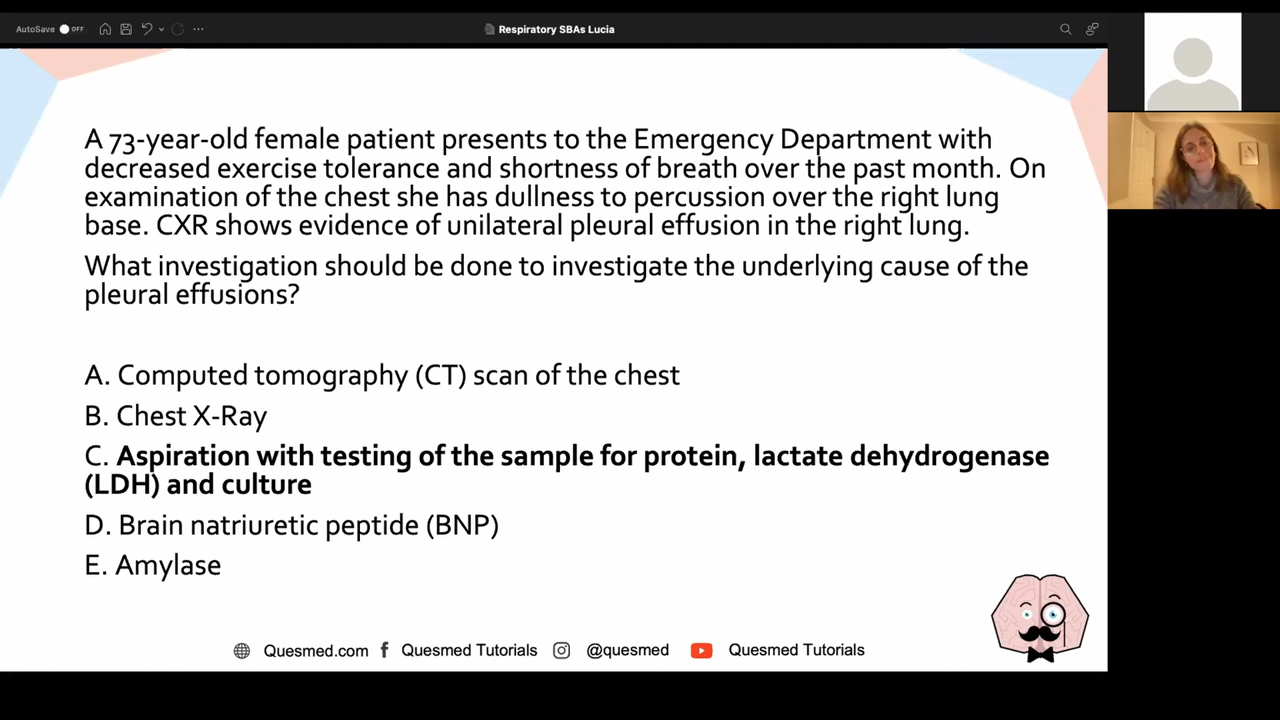 AutoSave OFF
Respiratory SBAs Lucia
A 73-year-old female patient presents to the Emergency Department with
decreased exercise tolerance and shortness of breath over the past month. On
examination of the chest she has dullness to percussion over the right lung
base. CXR shows evidence of unilateral pleural effusion in the right lung.
What investigation should be done to investigate the underlying cause of the
pleural effusions?
A. Computed tomography (CT) scan of the chest
B. Chest X-Ray
C. Aspiration with testing of the sample for protein, lactate dehydrogenase
(LDH) and culture
D. Brain natriuretic peptide (BNP)
E. Amylase
Quesmed.com Quesmed Tutorials @quesmed Quesmed Tutorials